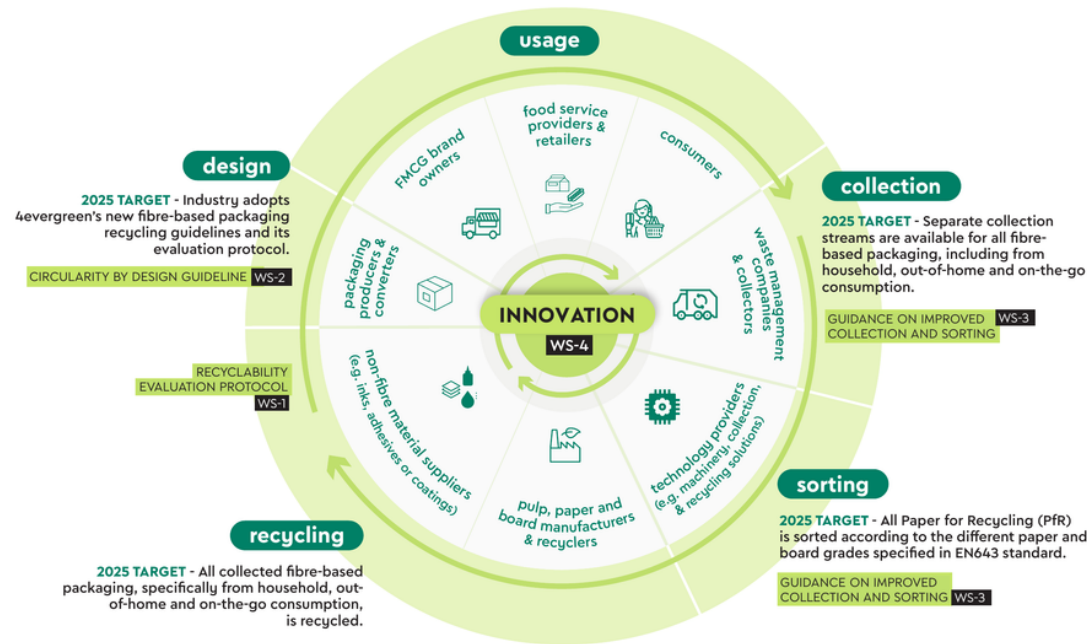 usage
design
2025 TARGET - Industry adopts
4evergreen's new fibre-based packaging
recycling guidelines and its
evaluation protocol.
CIRCULARITY BY DESIGN GUIDELINE WS-2
RECYCLABILITY
EVALUATION PROTOCOL
WS-1
recycling
2025 TARGET - All collected fibre-based
packaging, specifically from household, out-
of-home and on-the-go consumption,
is recycled.
FMCG brand
owners
food service
providers &
retailers
consumers
packaging
producers &
converters
INNOVATION
WS-4
waste management
companies
& collectors
non-fibre material suppliers
(e.g. inks, adhesives or coatings)
pulp, paper and
board manufacturers
& recyclers
technology providers
(e.g. machinery, collection,
& recycling solutions)
collection
2025 TARGET - Separate collection
streams are available for all fibre-
based packaging, including from
household, out-of-home and on-the-go
consumption.
GUIDANCE ON IMPROVED WS-3
COLLECTION AND SORTING
sorting
2025 TARGET - All Paper for Recycling (PfR)
is sorted according to the different paper and
board grades specified in EN643 standard.
GUIDANCE ON IMPROVED
COLLECTION AND SORTING WS-3